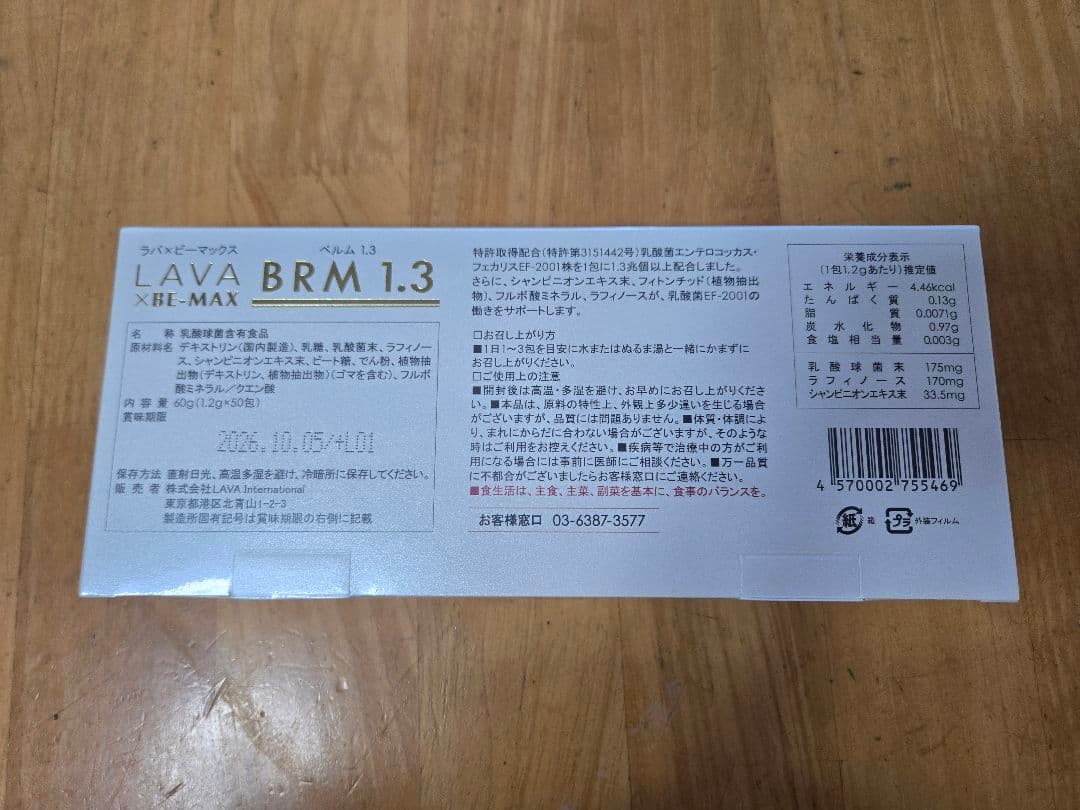 ラバ×ビーマックス
ベルム 1.3
LAVA
×BE-MAX
BRM 1.3
名 称 乳酸球菌含有食品
原材料名 デキストリン(国内製造)、乳糖、乳酸菌末、ラフィノー
ス、シャンピニオンエキス末、ビート糖、でん粉、植物抽
出物(デキストリン、植物抽出物)(ゴマを含む)、フルボ
酸ミネラル／クエン酸
内 容 量 60g(1.2g×50包)
賞味期限
2026.10.05/+L01
保存方法 直射日光、高温多湿を避け、冷暗所に保存してください。
販 売 者 株式会社LAVA International
東京都港区北青山1-2-3
製造所固有記号は賞味期限の右側に記載
特許取得配合(特許第3151442号)乳酸菌エンテロコッカス・
フェカリスEF-2001株を1包に1.3兆個以上配合しました。
さらに、シャンピニオンエキス末、フィトンチッド(植物抽出
物)、フルボ酸ミネラル、ラフィノースが、乳酸菌EF-2001の
働きをサポートします。
□お召し上がり方
■1日1～3包を目安に水またはぬるま湯と一緒にかまずに
お召し上がりください。
□ご使用上の注意
■開封後は高温・多湿を避け、お早めにお召し上がりくださ
い。■本品は、原料の特性上、外観上多少違いを生じる場合
がございますが、品質には問題ありません。■体質・体調によ
り、まれにからだに合わない場合がございますが、そのような
時はご利用をお控えください。■疾病等で治療中の方がご利
用になる場合には事前に医師にご相談ください。■万一品質
に不都合がございましたらお客様窓口にご連絡ください。
■食生活は、主食、主菜、副菜を基本に、食事のバランスを。
お客様窓口 03-6387-3577
栄養成分表示
(1包1.2gあたり)推定値
エネルギー 4.46kcal
たんぱく質 0.13g
脂質 0.0071g
炭水化物 0.97g
食塩相当量 0.003g
乳酸球菌末 175mg
ラフィノース 170mg
シャンピニオンエキス末 33.5mg
4 570002 755469
紙 箱 プラ 外装フィルム